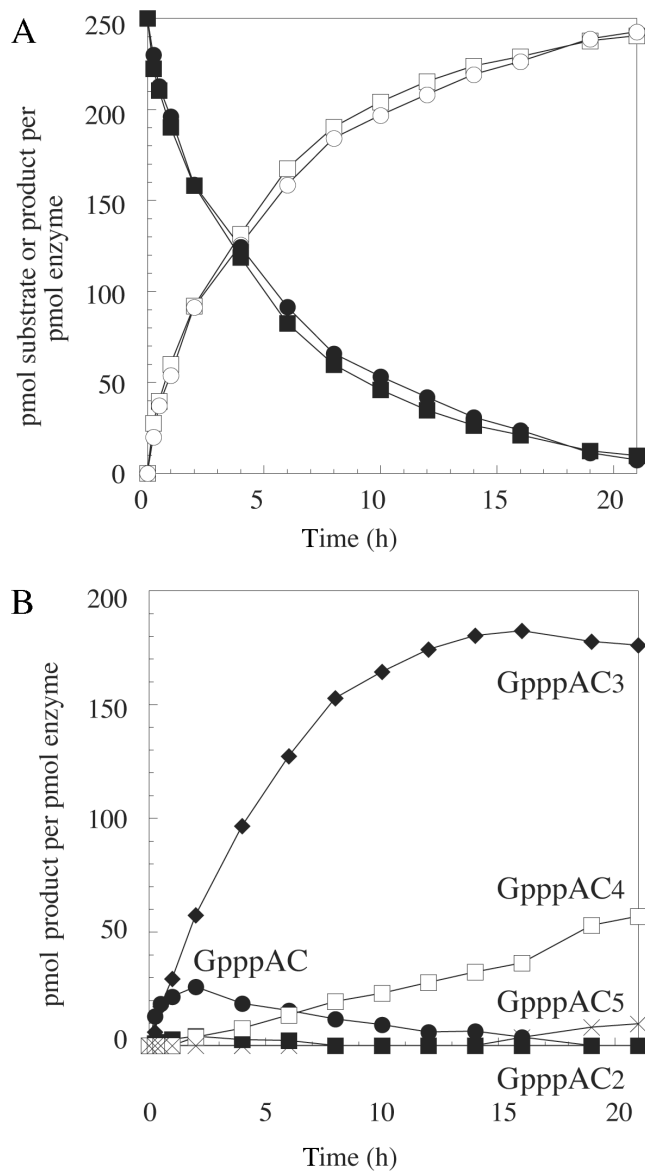 A
250
200
150
100
50
0
pmol substrate or product per
pmol enzyme
0 5 10 15 20
Time (h)
B
200
150
100
50
0
pmol product per pmol enzyme
GpppAC3
GpppAC4
GpppAC
GpppAC5
GpppAC2
0 5 10 15 20
Time (h)